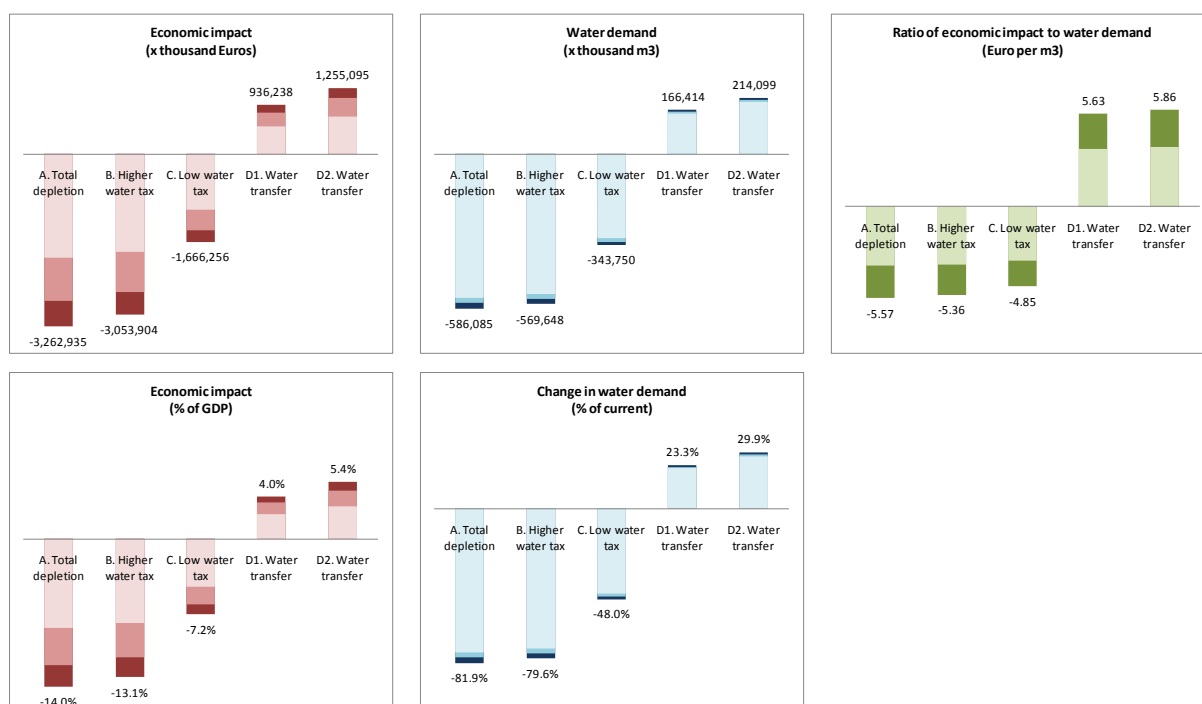 Economic impact
(x thousand Euros)
936,238
1,255,095
A. Total depletion
B. Higher water tax
C. Low water tax
D1. Water transfer
D2. Water transfer
-1,666,256
-3,053,904
-3,262,935
Water demand
(x thousand m3)
166,414
214,099
A. Total depletion
B. Higher water tax
C. Low water tax
D1. Water transfer
D2. Water transfer
-343,750
-586,085
-569,648
Ratio of economic impact to water demand
(Euro per m3)
5.63
5.86
A. Total depletion
B. Higher water tax
C. Low water tax
D1. Water transfer
D2. Water transfer
-5.57
-5.36
-4.85
Economic impact
(% of GDP)
4.0%
5.4%
A. Total depletion
B. Higher water tax
C. Low water tax
D1. Water transfer
D2. Water transfer
-7.2%
-13.1%
-14.0%
Change in water demand
(% of current)
23.3%
29.9%
A. Total depletion
B. Higher water tax
C. Low water tax
D1. Water transfer
D2. Water transfer
-48.0%
-81.9%
-79.6%